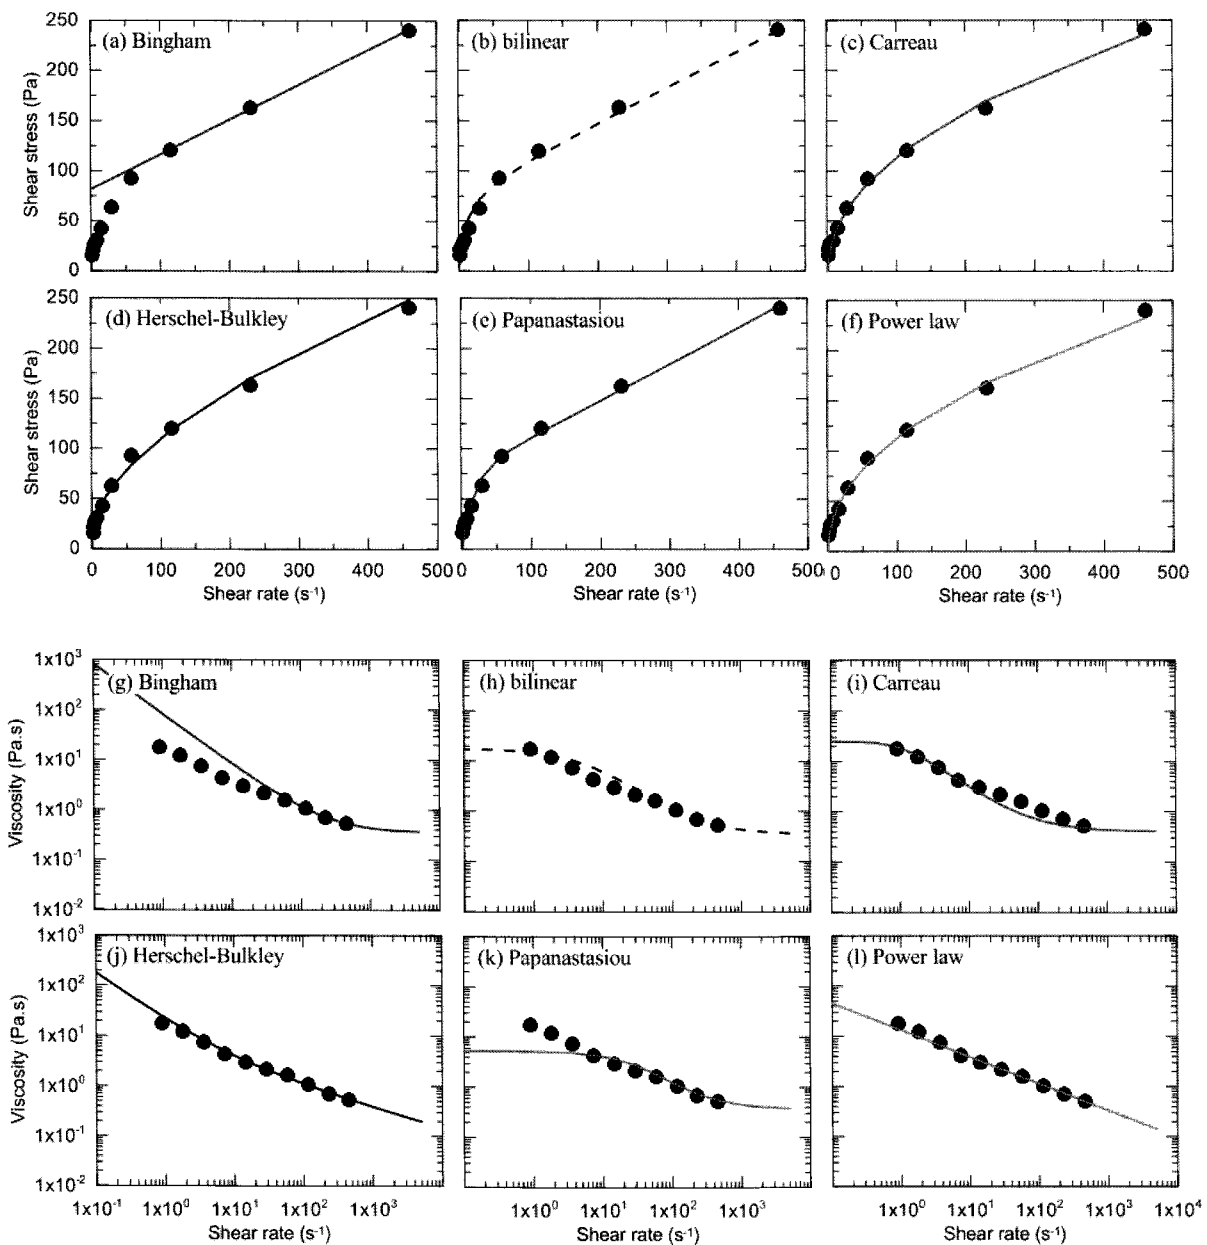 250
(a) Bingham
(b) bilinear
(c) Carreau
200
150
100
50
0
Shear stress (Pa)
250
(d) Herschel-Bulkley
(e) Papanastasiou
(f) Power law
200
150
100
50
0
Shear stress (Pa)
0 100 200 300 400 500
0 100 200 300 400 500
0 100 200 300 400 500
Shear rate (s-1)
Shear rate (s-1)
Shear rate (s-1)
1x10³
(g) Bingham
(h) bilinear
(i) Carreau
1x10²
1x10¹
1x10⁰
1x10⁻¹
1x10⁻²
Viscosity (Pa.s)
1x10³
(j) Herschel-Bulkley
(k) Papanastasiou
(l) Power law
1x10²
1x10¹
1x10⁰
1x10⁻¹
1x10⁻²
Viscosity (Pa.s)
1x10⁻¹ 1x10⁰ 1x10¹ 1x10² 1x10³
1x10⁰ 1x10¹ 1x10² 1x10³
1x10⁰ 1x10¹ 1x10² 1x10³ 1x10⁴
Shear rate (s-1)
Shear rate (s-1)
Shear rate (s-1)